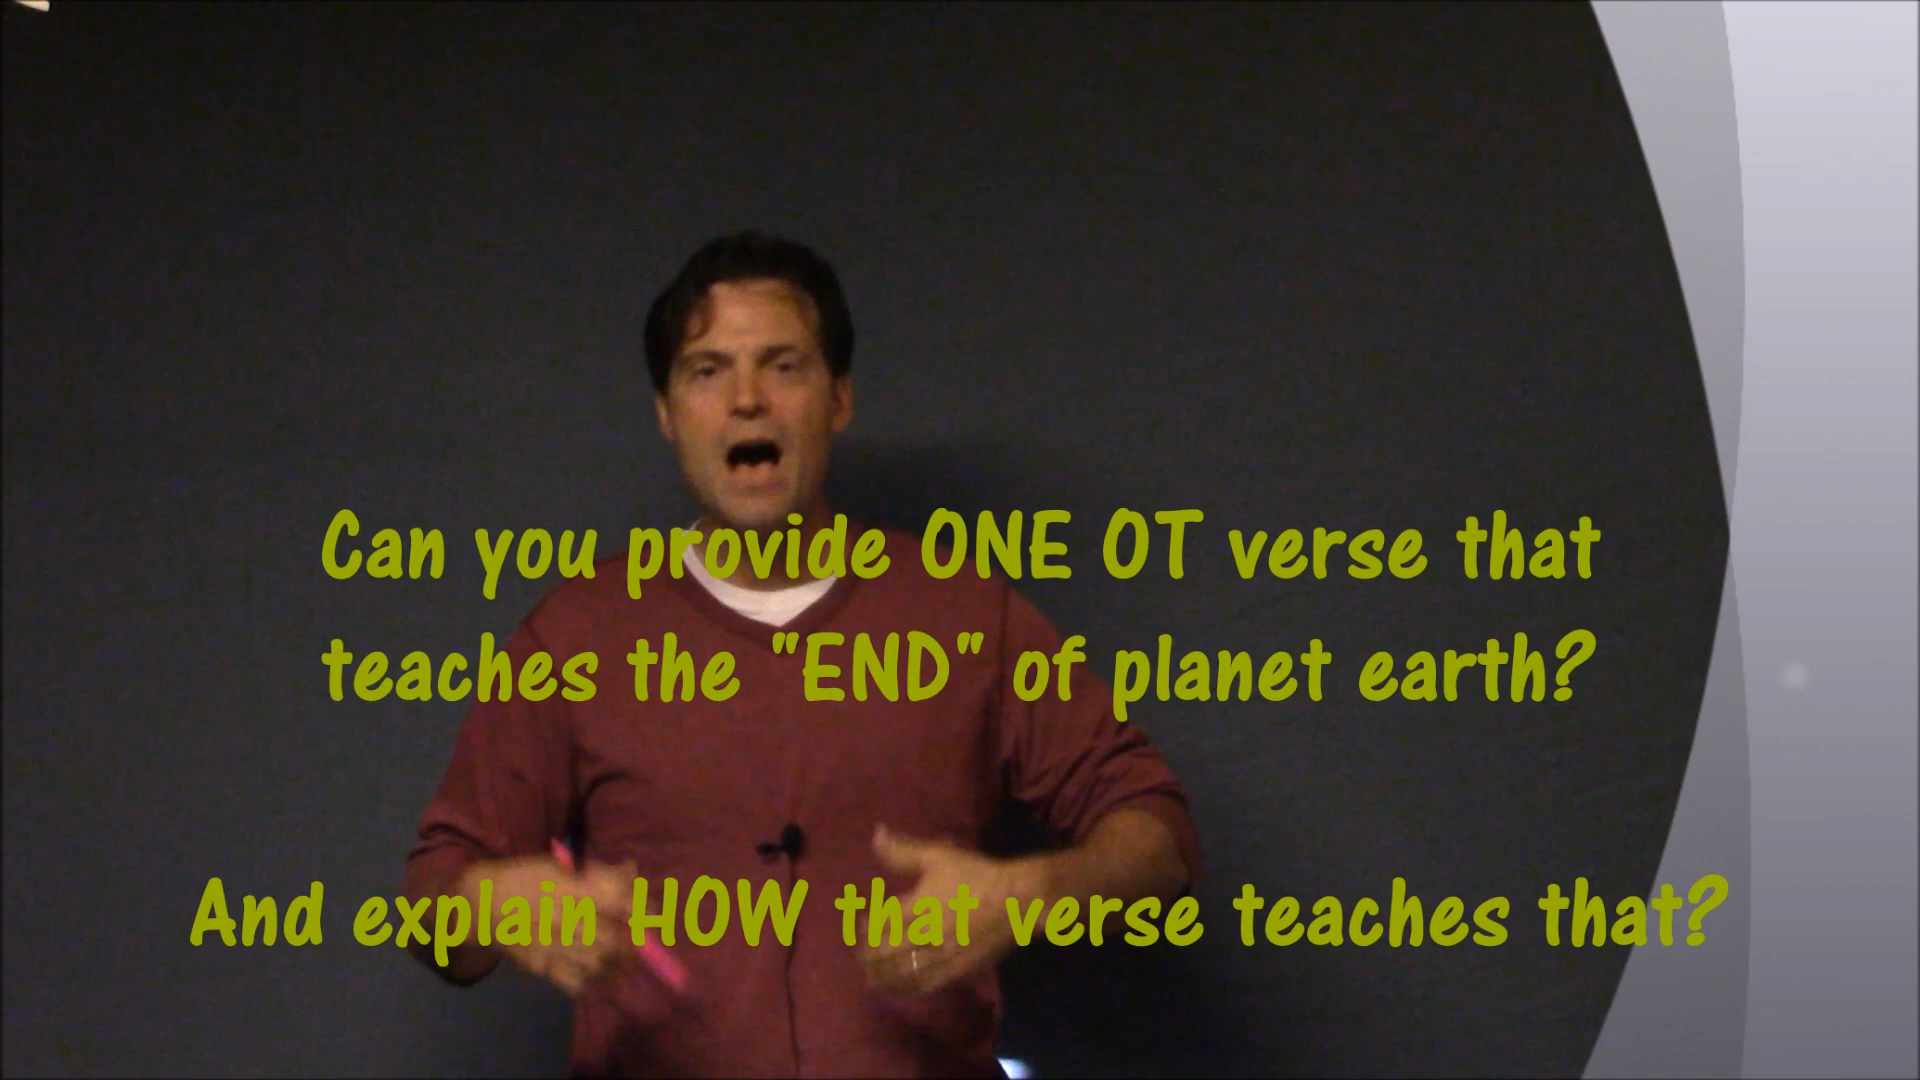 Can you provide ONE OT verse that
teaches the "END" of planet earth?
And explain HOW that verse teaches that?